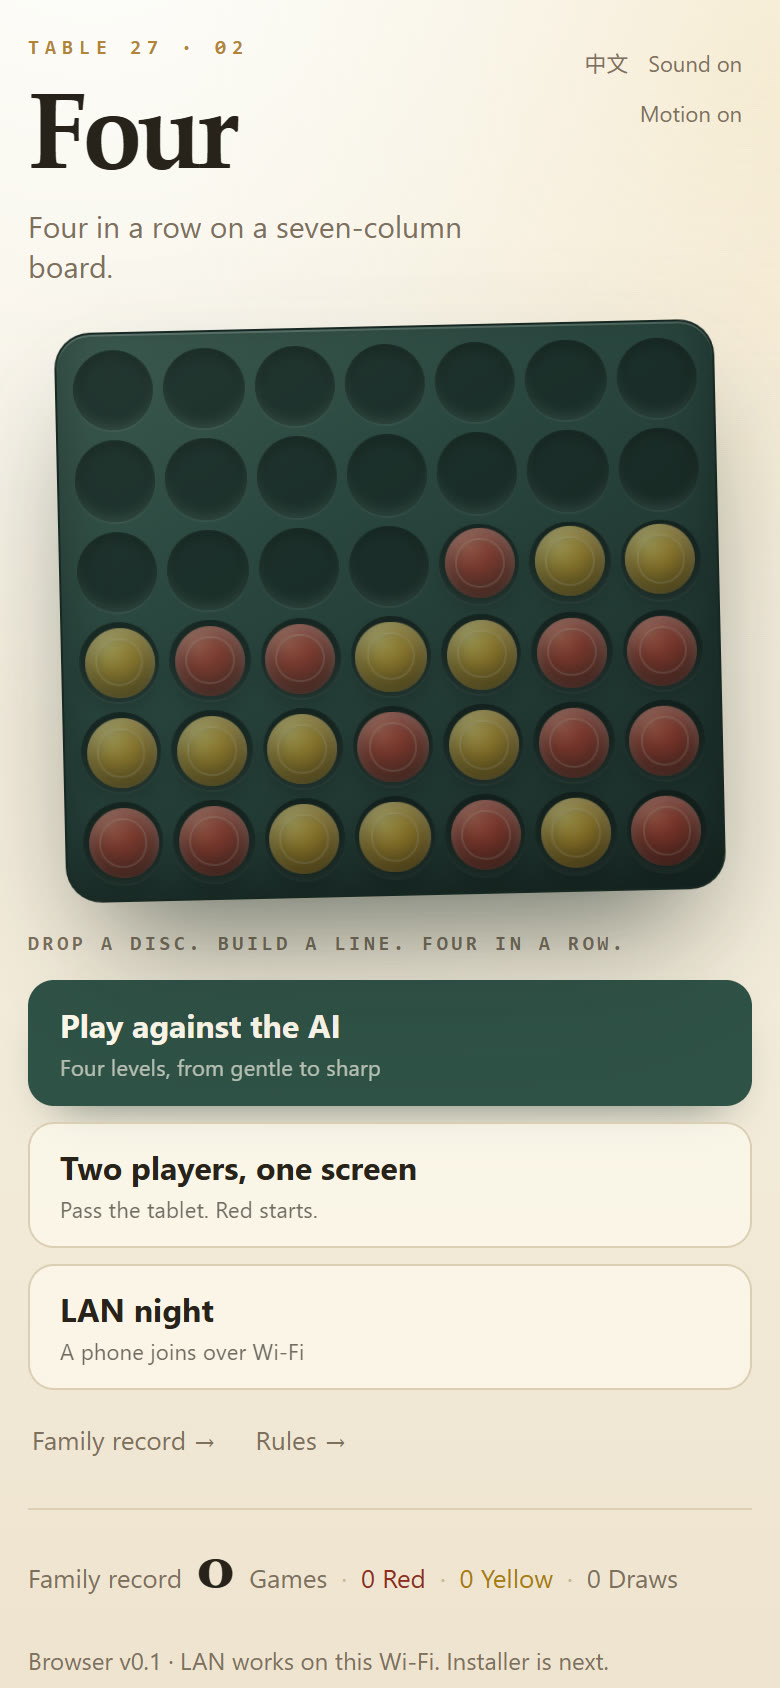 TABLE 27 · 02
中文 Sound on
Motion on
Four
Four in a row on a seven-column
board.
DROP A DISC. BUILD A LINE. FOUR IN A ROW.
Play against the AI
Four levels, from gentle to sharp
Two players, one screen
Pass the tablet. Red starts.
LAN night
A phone joins over Wi-Fi
Family record → Rules →
Family record 0 Games · 0 Red · 0 Yellow · 0 Draws
Browser v0.1 · LAN works on this Wi-Fi. Installer is next.